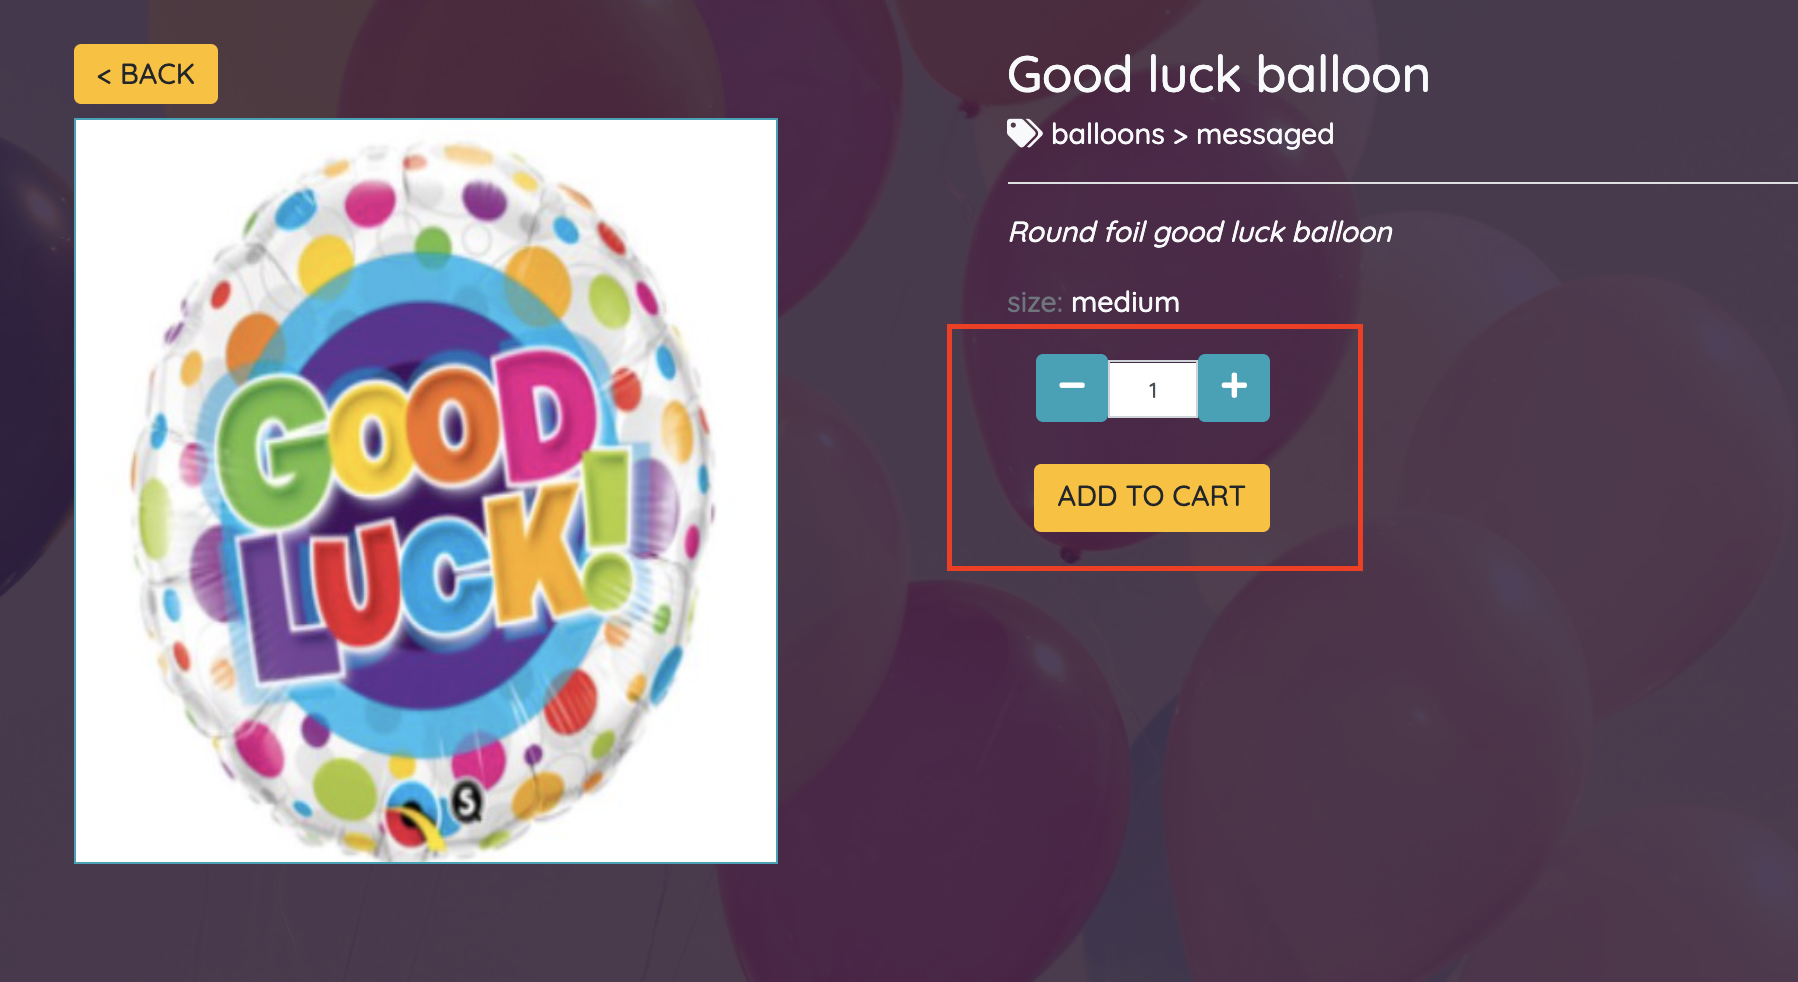 < BACK
GOOD
LUCK!
Good luck balloon
balloons > messaged
Round foil good luck balloon
size: medium
1
ADD TO CART